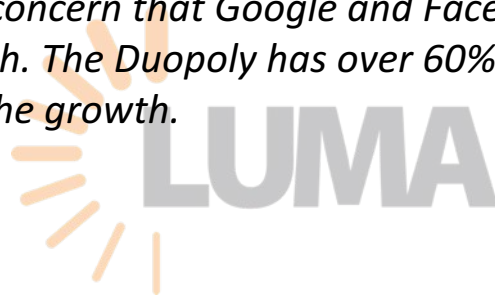 concern that Google and Face
h. The Duopoly has over 60%
he growth.
LUMA